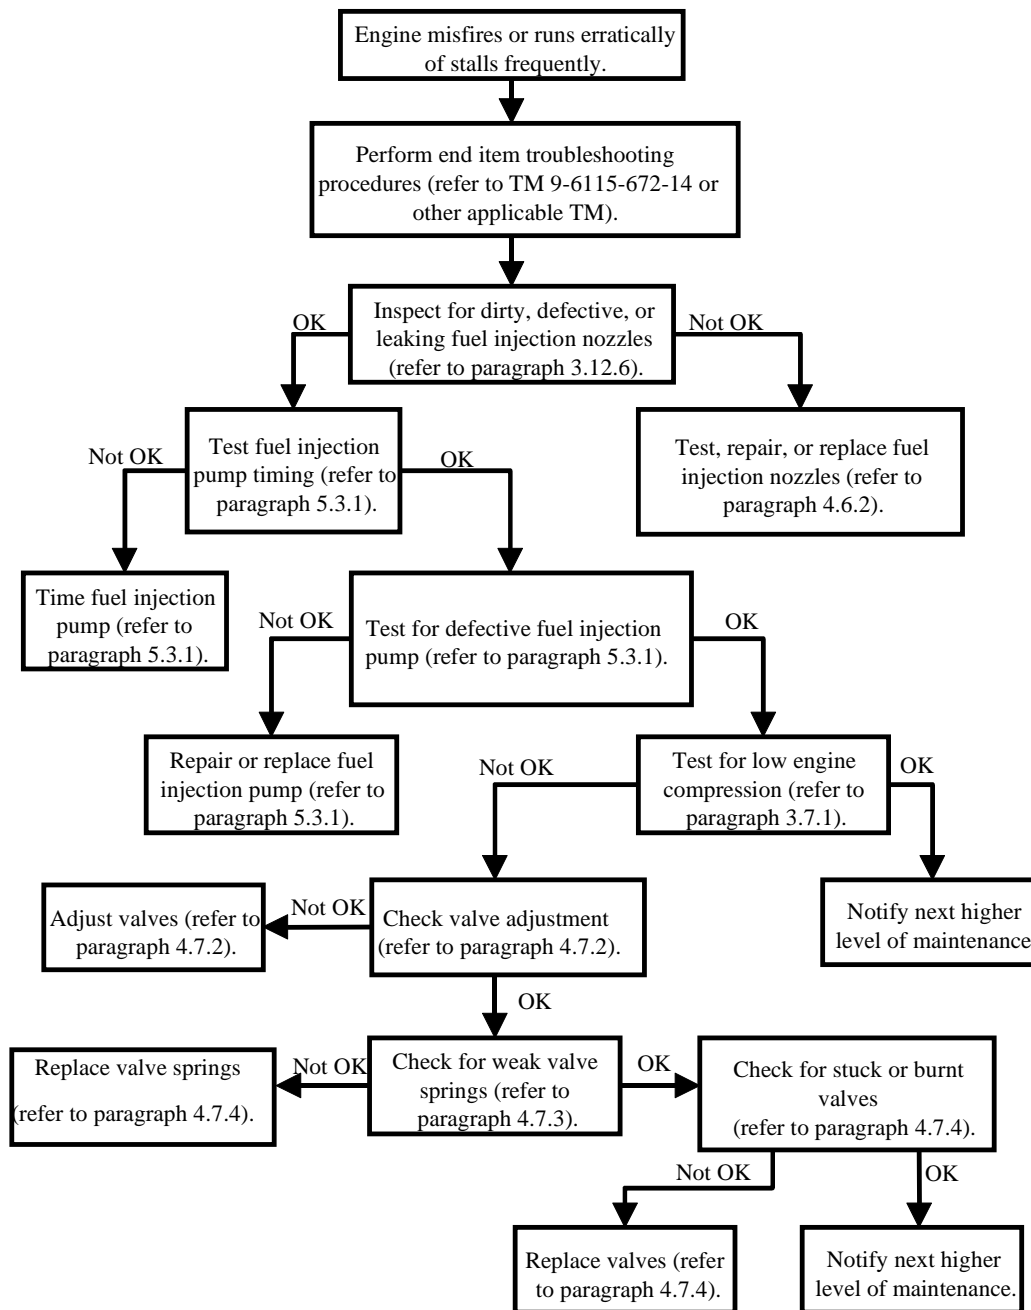 Engine misfires or runs erratically
of stalls frequently.
Perform end item troubleshooting
procedures (refer to TM 9-6115-672-14 or
other applicable TM).
Inspect for dirty, defective, or
leaking fuel injection nozzles
(refer to paragraph 3.12.6).
OK
Not OK
Test fuel injection
pump timing (refer to
paragraph 5.3.1).
Not OK
OK
Test, repair, or replace fuel
injection nozzles (refer to
paragraph 4.6.2).
Time fuel injection
pump (refer to
paragraph 5.3.1).
Not OK
Test for defective fuel injection
pump (refer to paragraph 5.3.1).
OK
Repair or replace fuel
injection pump (refer to
paragraph 5.3.1).
Not OK
Test for low engine
compression (refer to
paragraph 3.7.1).
OK
Adjust valves (refer to
paragraph 4.7.2).
Not OK
Check valve adjustment
(refer to paragraph 4.7.2).
Notify next higher
level of maintenance
OK
Replace valve springs
(refer to paragraph 4.7.4).
Not OK
Check for weak valve
springs (refer to
paragraph 4.7.3).
OK
Check for stuck or burnt
valves
(refer to paragraph 4.7.4).
Not OK
OK
Replace valves (refer
to paragraph 4.7.4).
Notify next higher
level of maintenance.